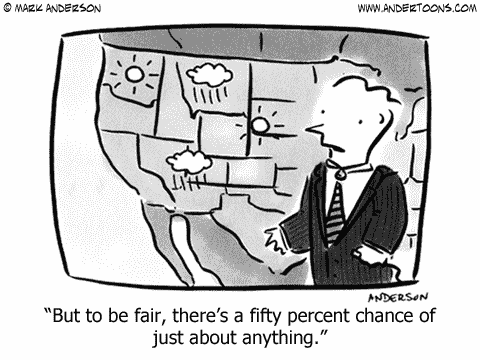 © MARK ANDERSON
WWW.ANDERTOONS.COM
ANDERSON
“But to be fair, there’s a fifty percent chance of
just about anything.”